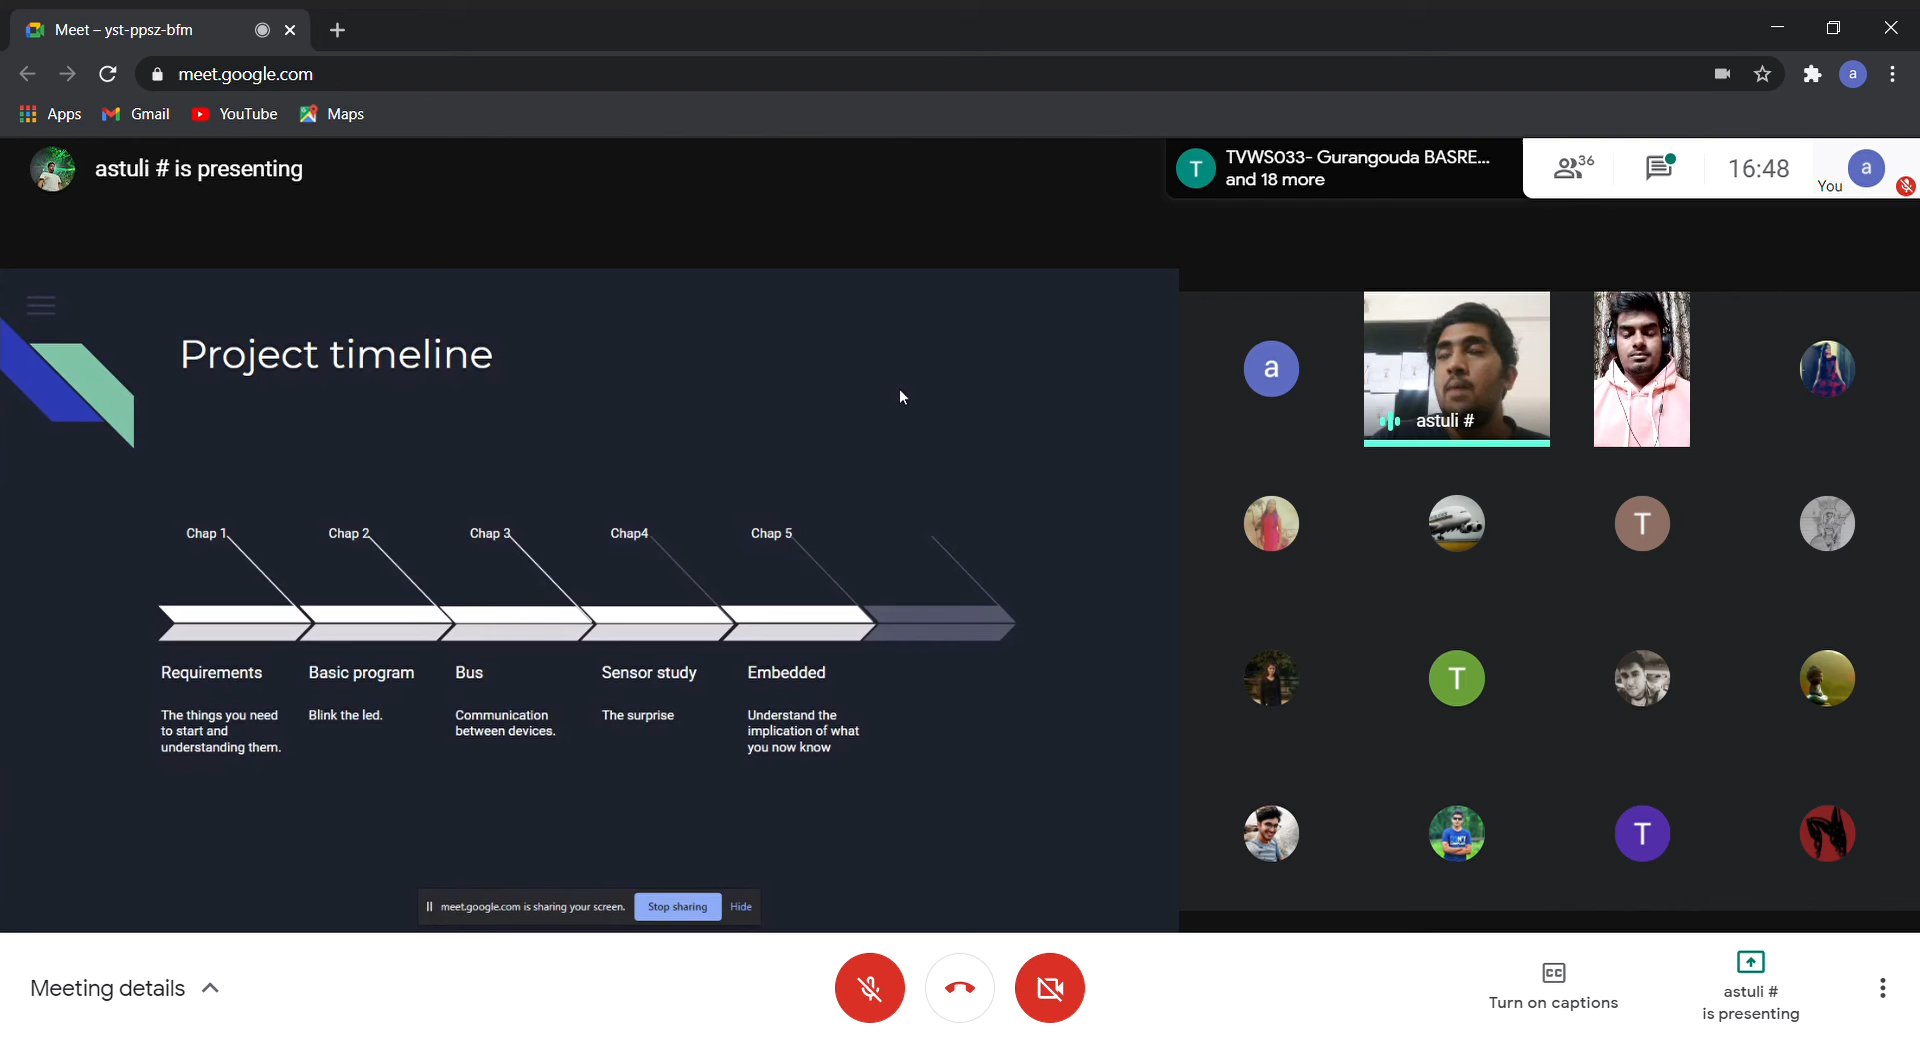 Meet – yst-ppsz-bfm
meet.google.com
Apps Gmail YouTube Maps
astuli # is presenting
T TVWS033- Gurangouda BASRE...
and 18 more
36
16:48
You a
a
Project timeline
a
astuli #
Chap 1 Chap 2 Chap 3 Chap4 Chap 5
T
Requirements Basic program Bus Sensor study Embedded
The things you need
to start and
understanding them.
Blink the led.
Communication
between devices.
The surprise
Understand the
implication of what
you now know
T
T
meet.google.com is sharing your screen. Stop sharing Hide
Meeting details
CC
Turn on captions
astuli #
is presenting